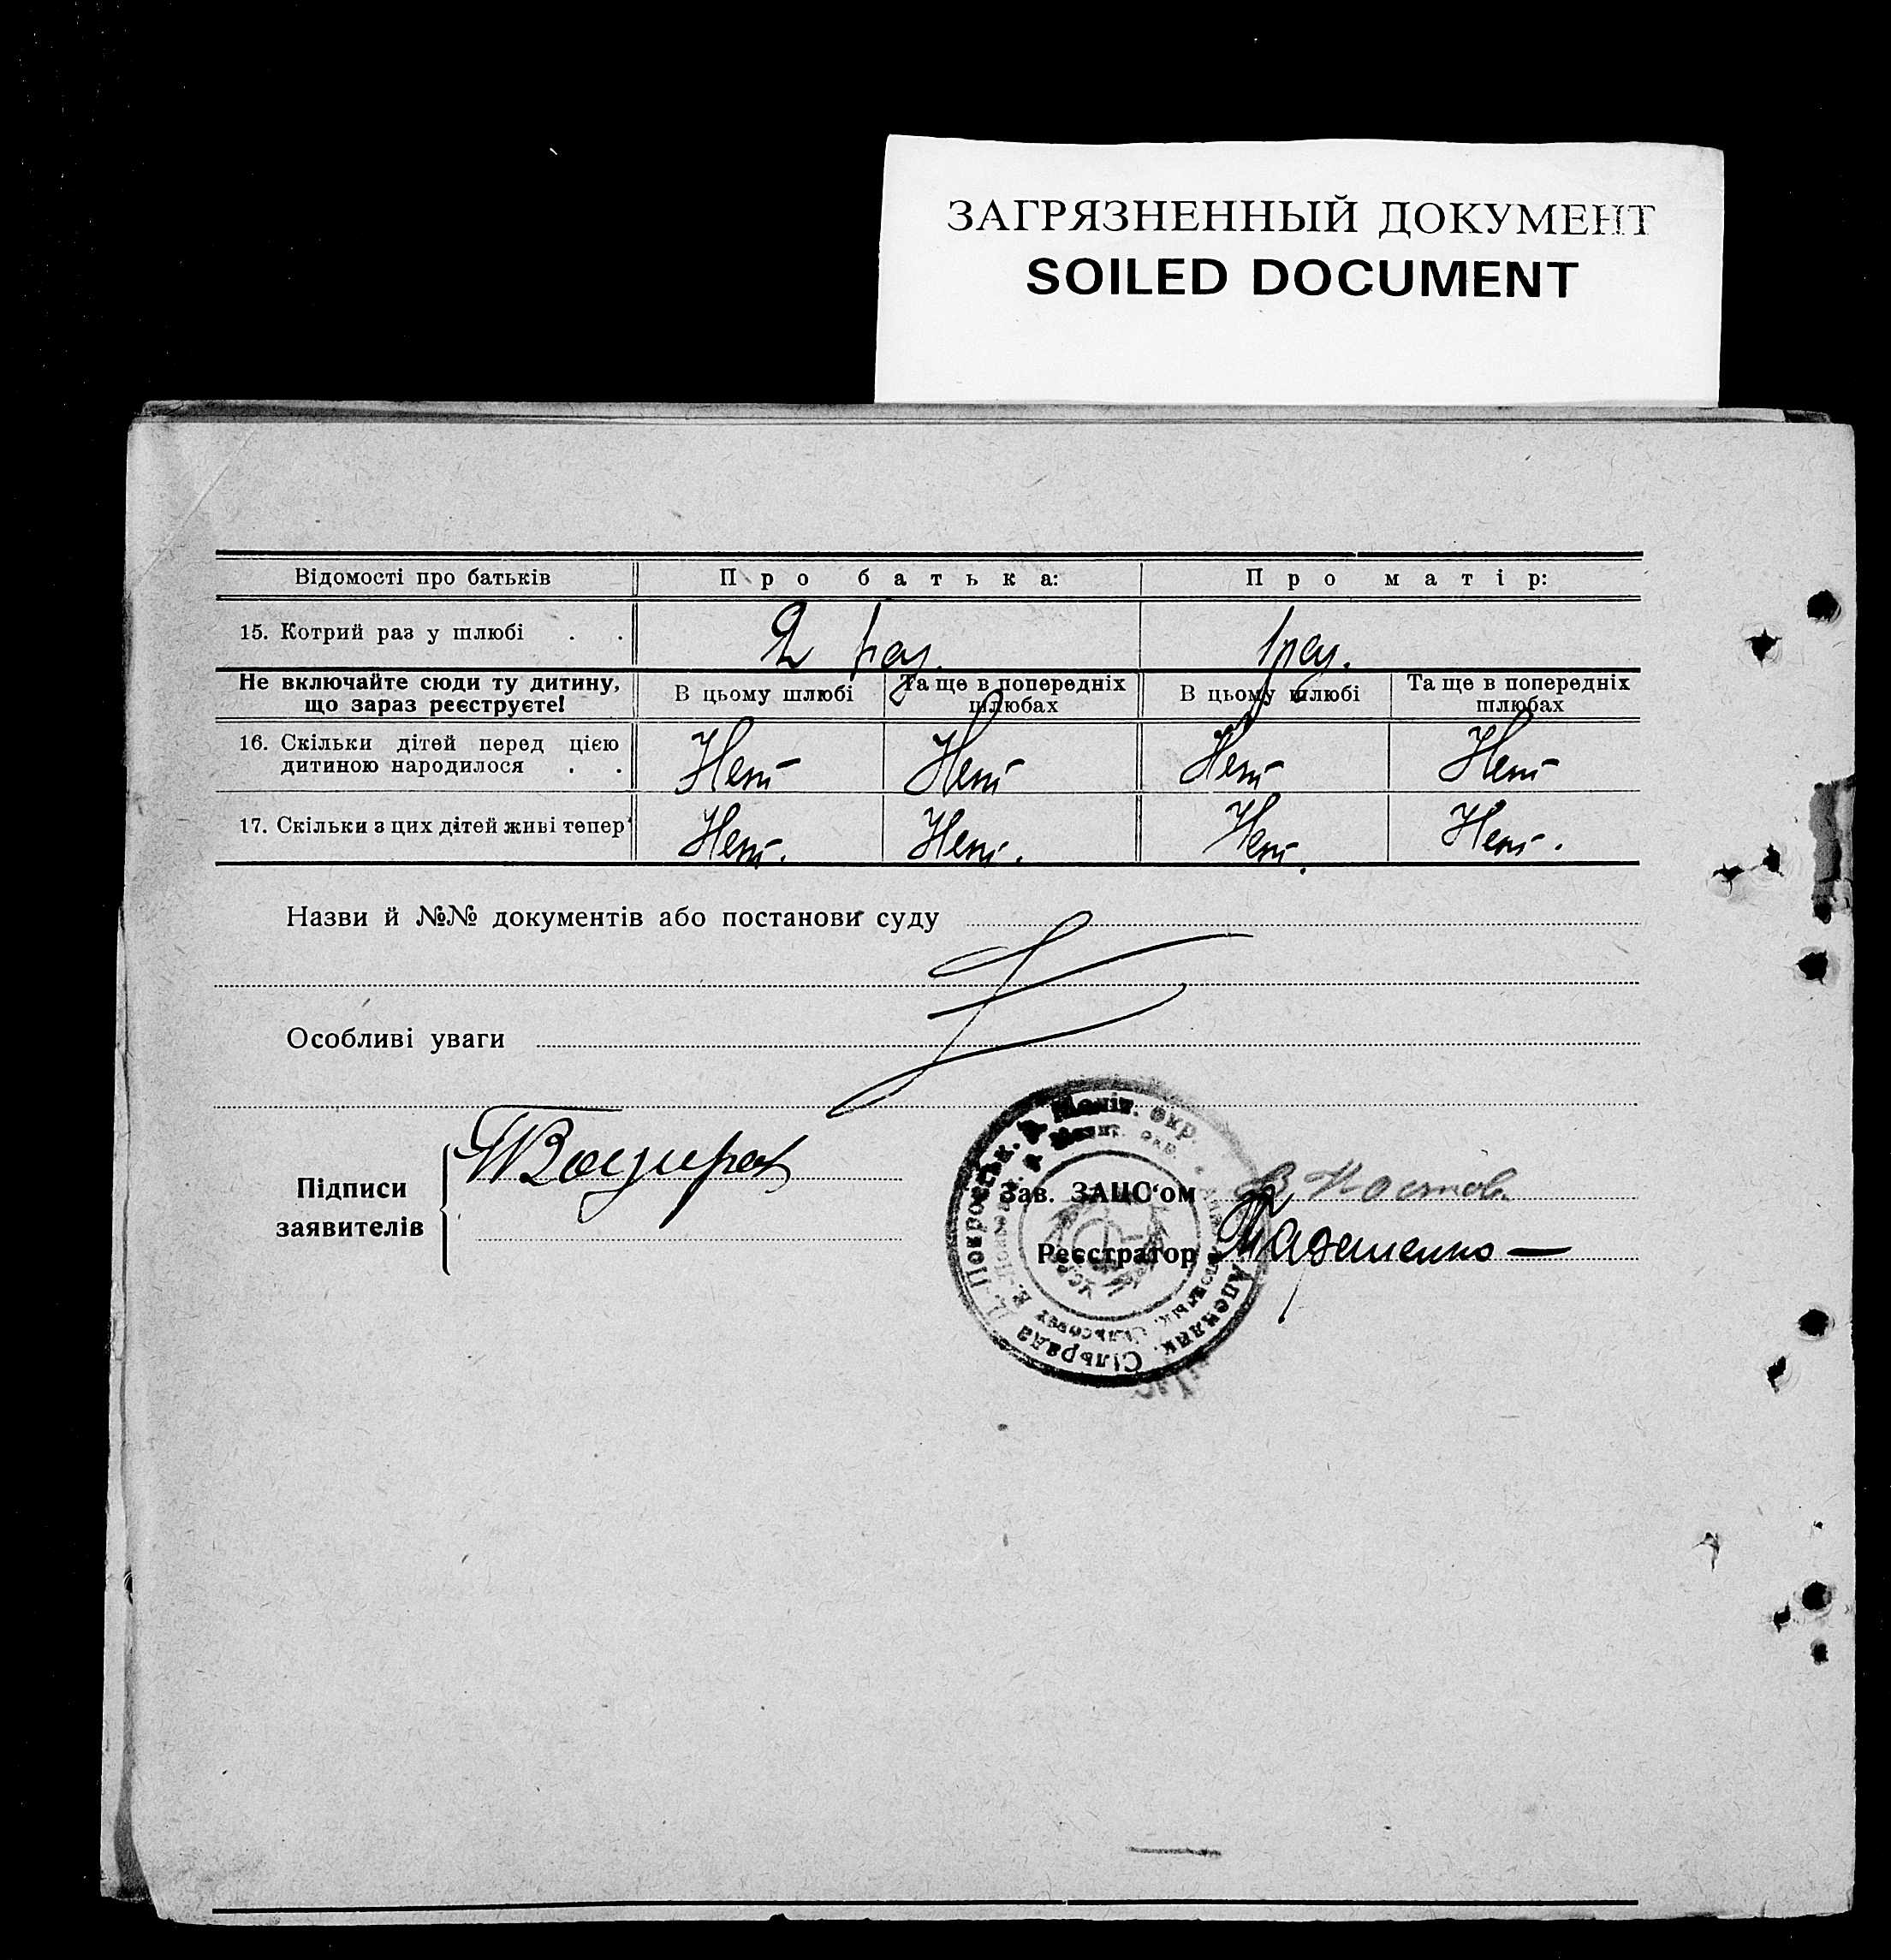 ЗАГРЯЗНЕННЫЙ ДОКУМЕНТ
SOILED DOCUMENT
Відомості про батьків Про батька: Про матір:
15. Котрий раз у шлюбі . . 2 раз. 1 раз.
Не включайте сюди ту дитину, що зараз реєструєте! В цьому шлюбі Та ще в попередніх шлюбах В цьому шлюбі Та ще в попередніх шлюбах
16. Скільки дітей перед цією
дитиною народилося . . Нет Нет Нет Нет
17. Скільки з цих дітей живі тепер Нет. Нет. Нет. Нет.
Назви й №№ документів або постанови суду
Особливі уваги
Підписи
заявителів
Зав. ЗАЦС'ом
Реєстратор
Сільрада